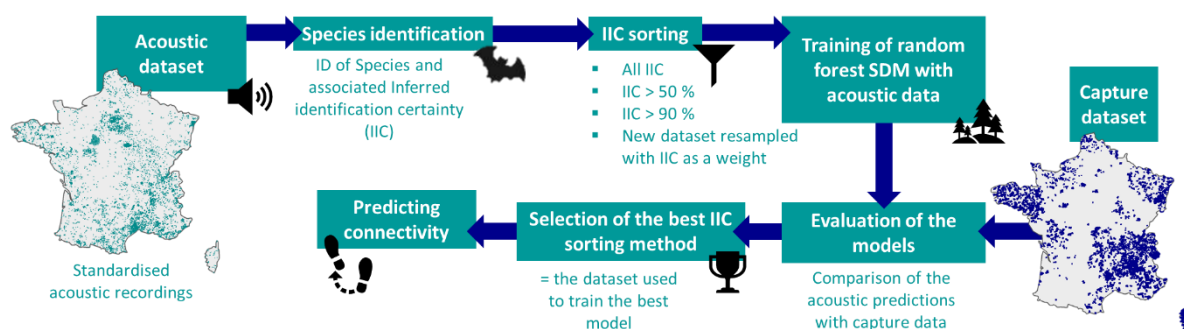 Acoustic
dataset
Standardised
acoustic recordings
Species identification
ID of Species and
associated Inferred
identification certainty
(IIC)
IIC sorting
▪ All IIC
▪ IIC > 50 %
▪ IIC > 90 %
▪ New dataset resampled
with IIC as a weight
Training of random
forest SDM with
acoustic data
Capture
dataset
Evaluation of the
models
Comparison of the
acoustic predictions
with capture data
Selection of the best IIC
sorting method
= the dataset used
to train the best
model
Predicting
connectivity